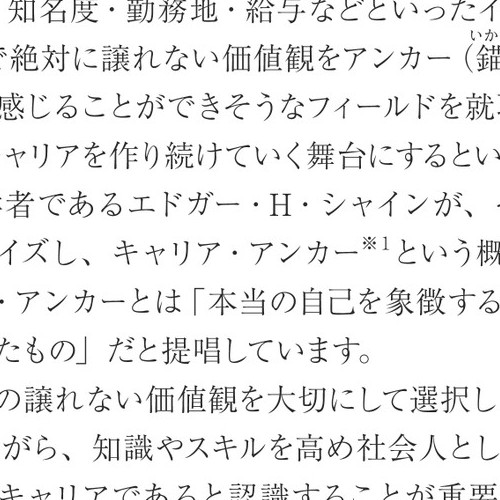 知名度・勤務地・給与などといったイ
で絶対に譲れない価値観をアンカー（錨
感じることができそうなフィールドを就
ャリアを作り続けていく舞台にするとい
者であるエドガー・H・シャインが、
イズし、キャリア・アンカー※1という概
・アンカーとは「本当の自己を象徴する
たもの」だと提唱しています。
の譲れない価値観を大切にして選択し
がら、知識やスキルを高め社会人とし
キャリアであると認識することが重要